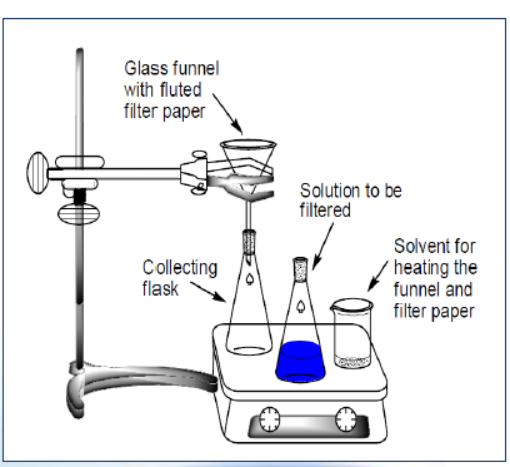 Glass funnel
with fluted
filter paper
Solution to be
filtered
Collecting
flask
Solvent for
heating the
funnel and
filter paper